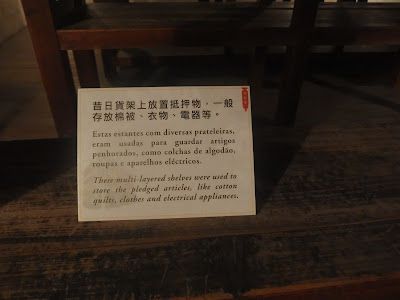 昔日貨架上放置抵押物，一般
存放棉被、衣物、電器等。
Estas estantes com diversas prateleiras,
eram usadas para guardar artigos
penhorados, como colchas de algodão,
roupas e aparelhos eléctricos.
These multi-layered shelves were used to
store the pledged articles, like cotton
quilts, clothes and electrical appliances.